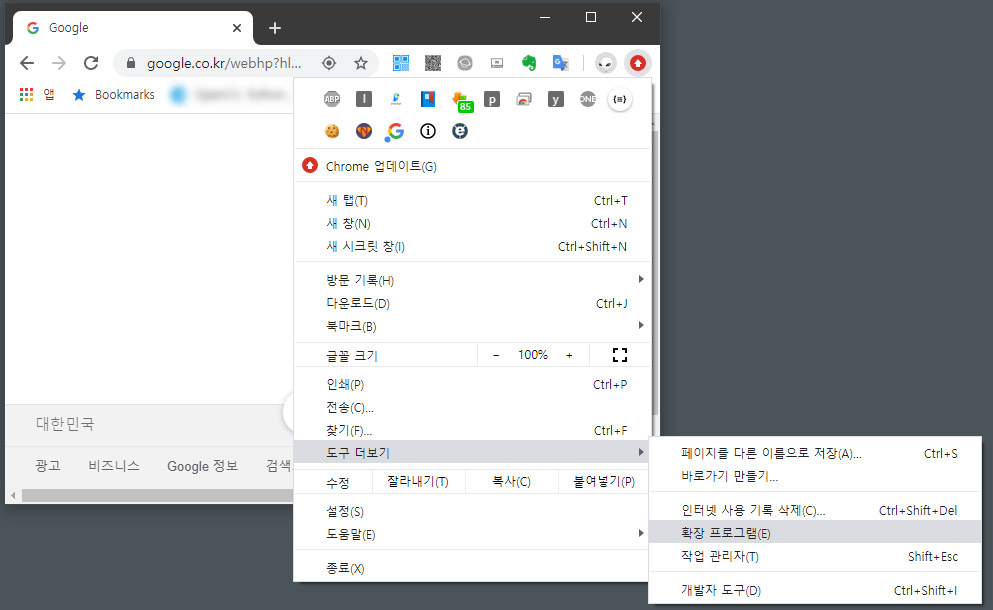 Google
google.co.kr/webhp?hl...
앱 Bookmarks
ABP I 85 p y ONE {≡}
Chrome 업데이트(G)
새 탭(T) Ctrl+T
새 창(N) Ctrl+N
새 시크릿 창(I) Ctrl+Shift+N
방문 기록(H)
다운로드(D) Ctrl+J
북마크(B)
글꼴 크기 − 100% +
인쇄(P) Ctrl+P
전송(C)...
찾기(F)... Ctrl+F
도구 더보기
수정 잘라내기(T) 복사(C) 붙여넣기(P)
설정(S)
도움말(E)
종료(X)
페이지를 다른 이름으로 저장(A)... Ctrl+S
바로가기 만들기...
인터넷 사용 기록 삭제(C)... Ctrl+Shift+Del
확장 프로그램(E)
작업 관리자(T) Shift+Esc
개발자 도구(D) Ctrl+Shift+I
대한민국
광고 비즈니스 Google 정보 검색